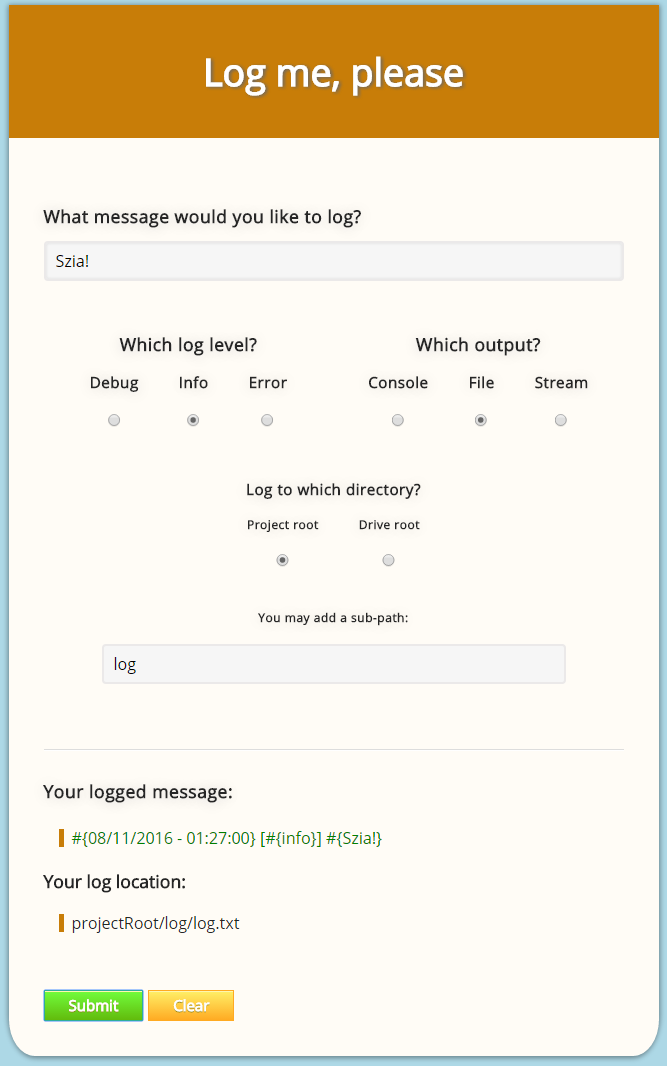 Log me, please
What message would you like to log?
Szia!
Which log level? Which output?
Debug Info Error Console File Stream
Log to which directory?
Project root Drive root
You may add a sub-path:
log
Your logged message:
#{08/11/2016 - 01:27:00} [#{info}] #{Szia!}
Your log location:
projectRoot/log/log.txt
Submit Clear